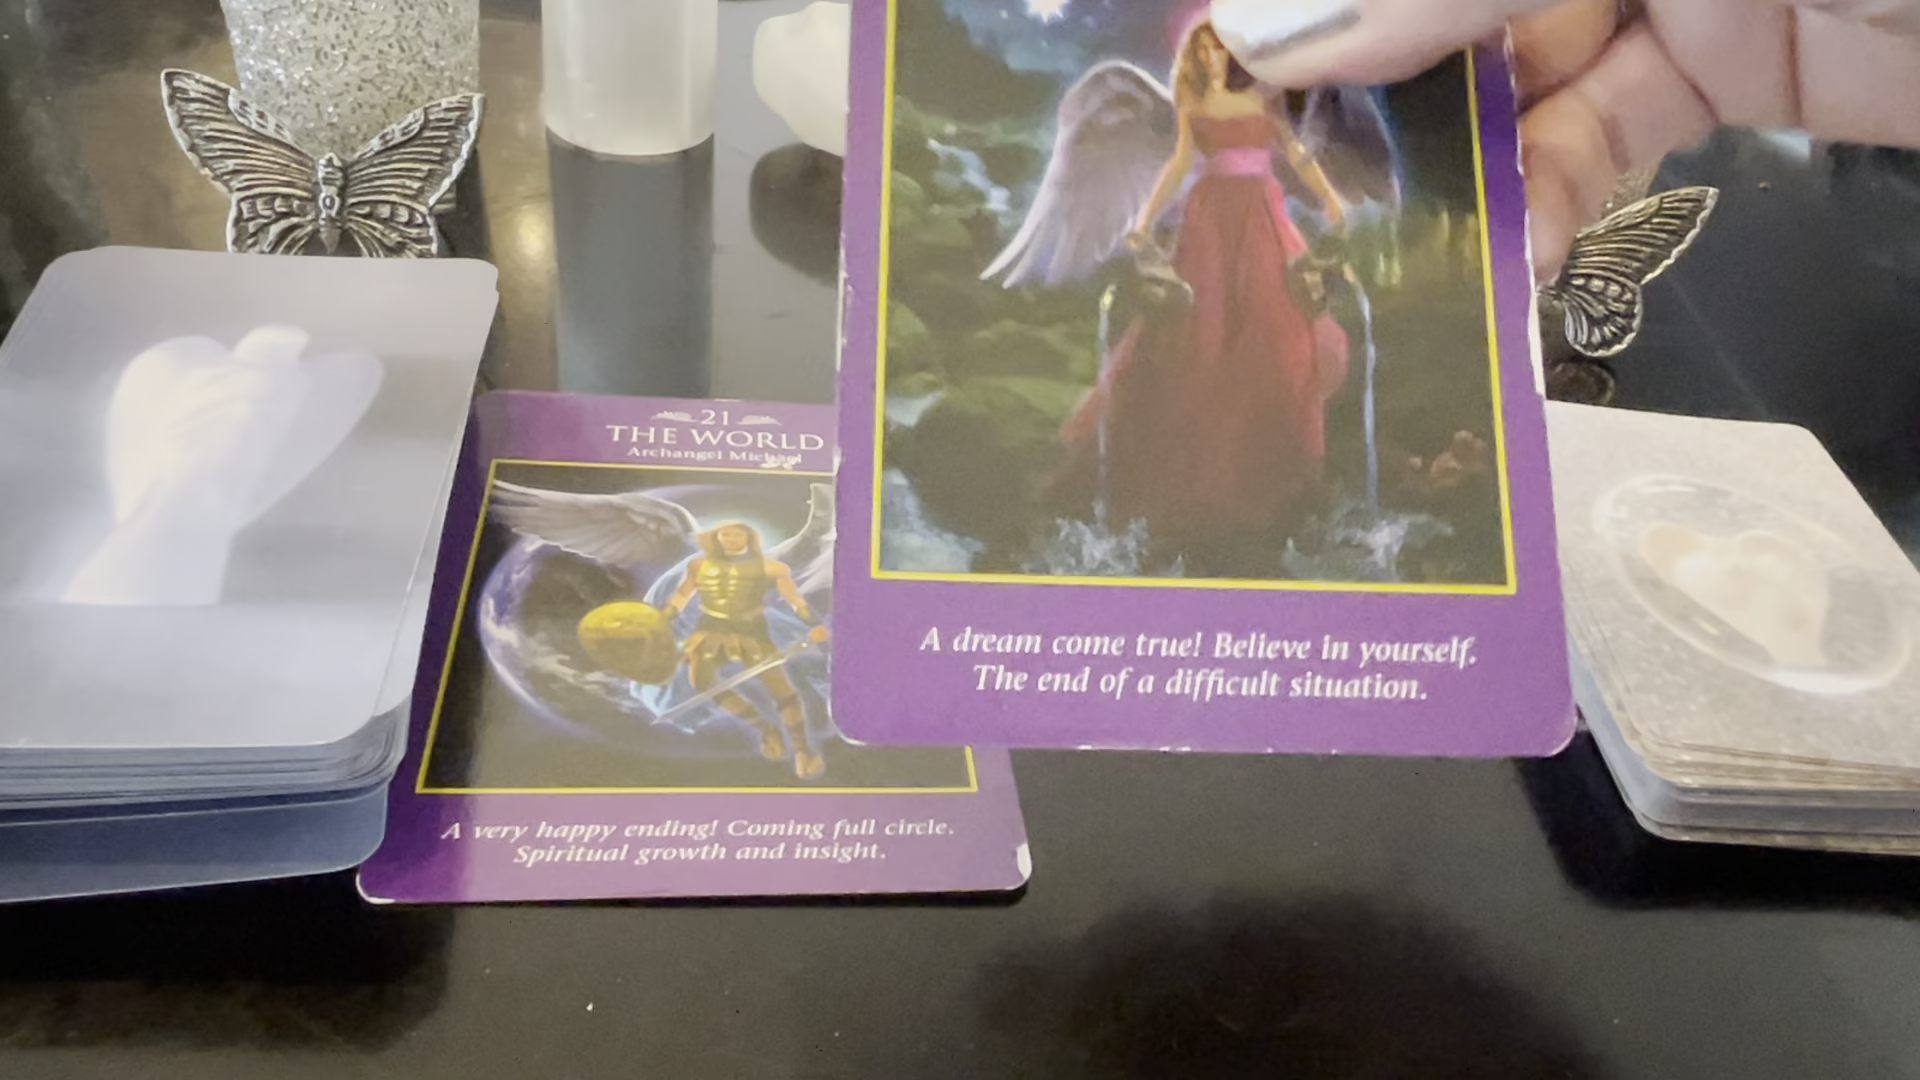 21
THE WORLD
Archangel Michael
A very happy ending! Coming full circle.
Spiritual growth and insight.
A dream come true! Believe in yourself.
The end of a difficult situation.